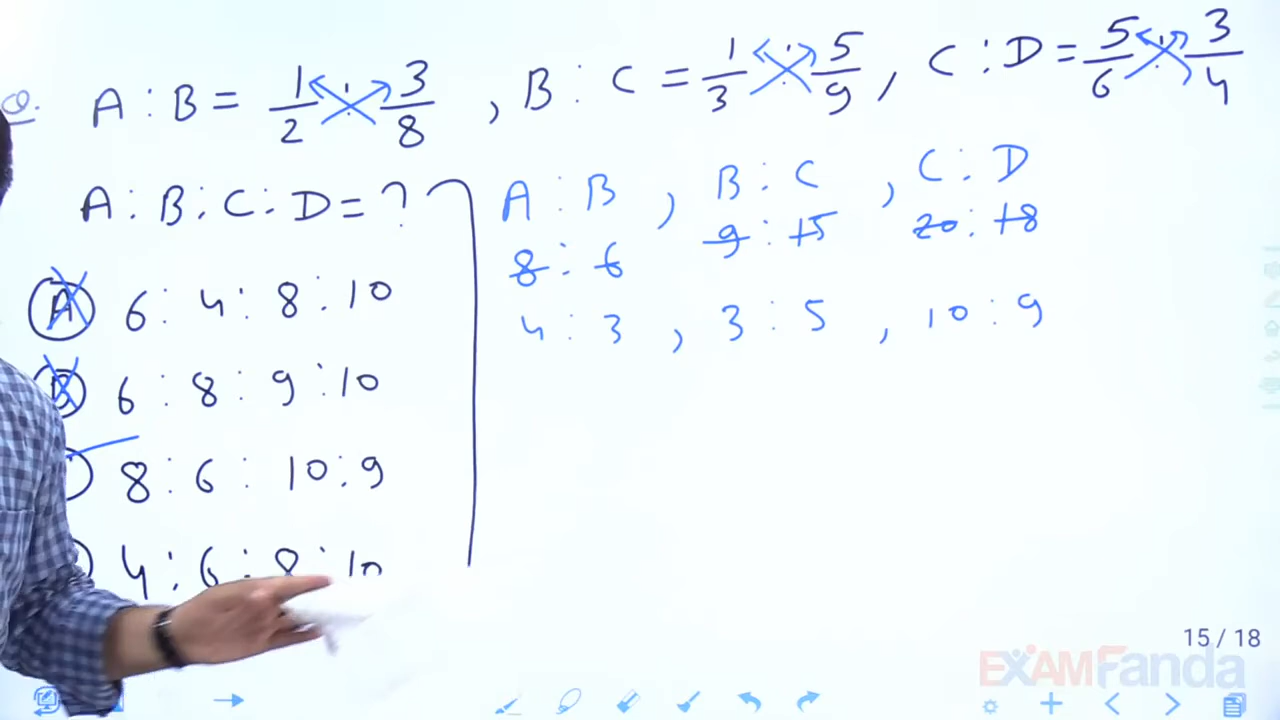 Q. A : B = 1/2 : 3/8 , B : C = 1/3 : 5/9 , C : D = 5/6 : 3/4
A : B : C : D = ?
A 6 : 4 : 8 : 10
B 6 : 8 : 9 : 10
8 : 6 : 10 : 9
4 : 6 : 8 : 10
A : B , B : C , C : D
8 : 6 9 : 15 20 : 18
4 : 3 , 3 : 5 , 10 : 9
15 / 18
EXAMFanda